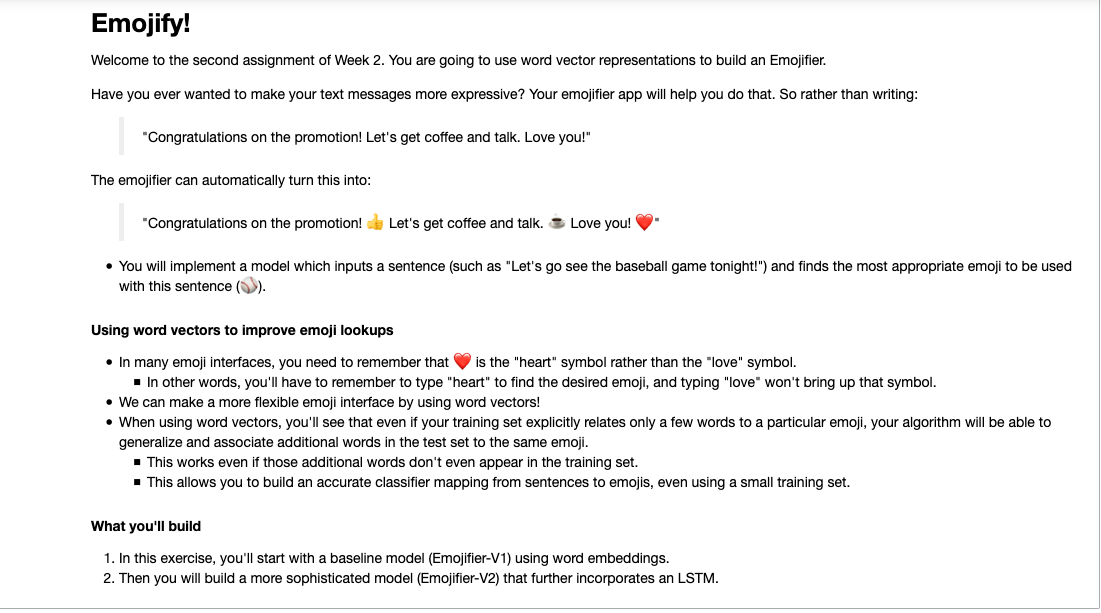 Emojify!
Welcome to the second assignment of Week 2. You are going to use word vector representations to build an Emojifier.
Have you ever wanted to make your text messages more expressive? Your emojifier app will help you do that. So rather than writing:
"Congratulations on the promotion! Let's get coffee and talk. Love you!"
The emojifier can automatically turn this into:
"Congratulations on the promotion! 👍 Let's get coffee and talk. ☕ Love you! ❤️"
• You will implement a model which inputs a sentence (such as "Let's go see the baseball game tonight!") and finds the most appropriate emoji to be used
with this sentence (⚾).
Using word vectors to improve emoji lookups
• In many emoji interfaces, you need to remember that ❤️ is the "heart" symbol rather than the "love" symbol.
▪ In other words, you'll have to remember to type "heart" to find the desired emoji, and typing "love" won't bring up that symbol.
• We can make a more flexible emoji interface by using word vectors!
• When using word vectors, you'll see that even if your training set explicitly relates only a few words to a particular emoji, your algorithm will be able to
generalize and associate additional words in the test set to the same emoji.
▪ This works even if those additional words don't even appear in the training set.
▪ This allows you to build an accurate classifier mapping from sentences to emojis, even using a small training set.
What you'll build
1. In this exercise, you'll start with a baseline model (Emojifier-V1) using word embeddings.
2. Then you will build a more sophisticated model (Emojifier-V2) that further incorporates an LSTM.